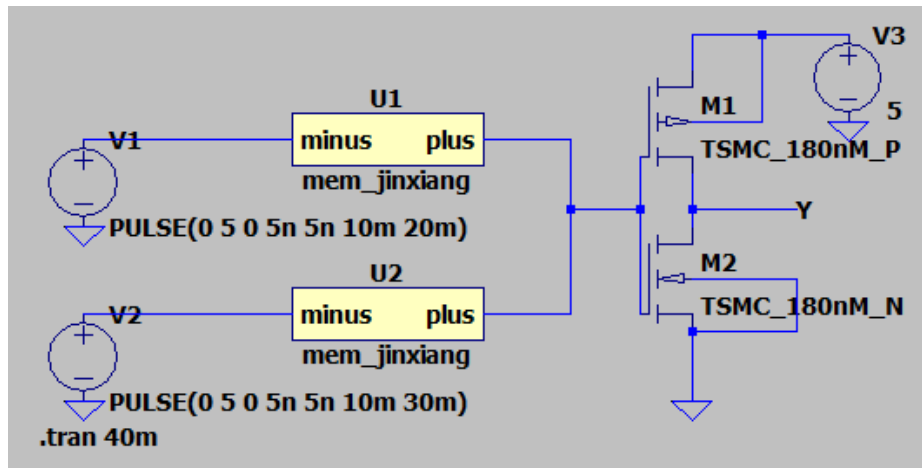 V3
+
−
5
U1
M1
V1
minus plus
TSMC_180nM_P
+
−
mem_jinxiang
Y
PULSE(0 5 0 5n 5n 10m 20m)
U2
M2
V2
minus plus
TSMC_180nM_N
+
−
mem_jinxiang
PULSE(0 5 0 5n 5n 10m 30m)
.tran 40m